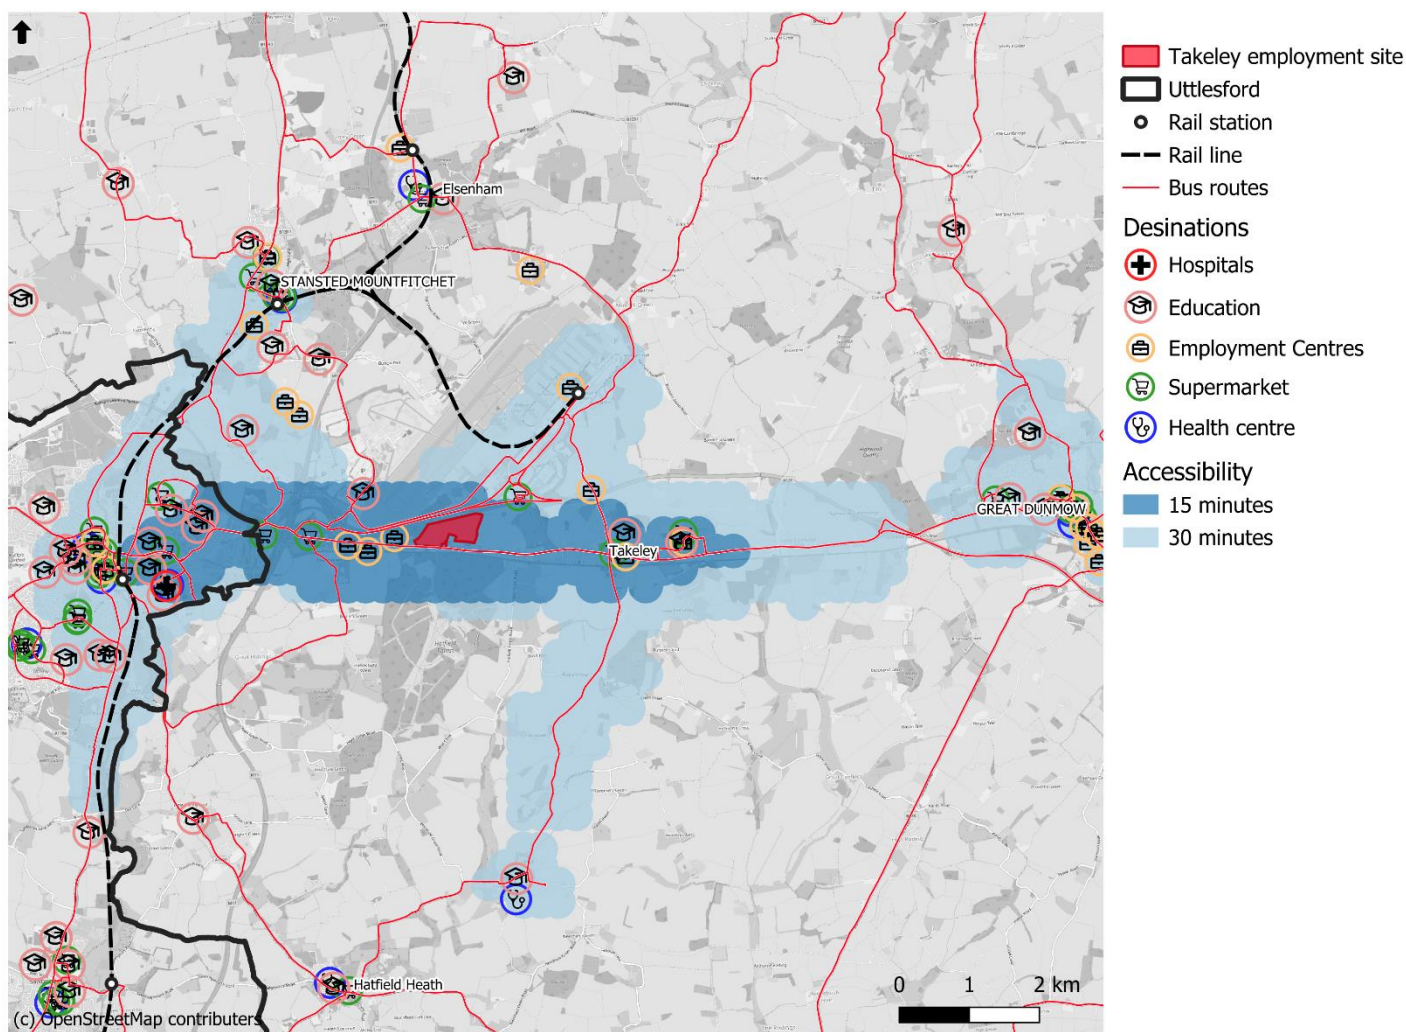 Takeley employment site
Uttlesford
Rail station
Rail line
Bus routes
Desinations
Hospitals
Education
Employment Centres
Supermarket
Health centre
Accessibility
15 minutes
30 minutes
Elsenham
STANSTED MOUNTFITCHET
GREAT DUNMOW
Takeley
Hatfield Heath
0 1 2 km
(c) OpenStreetMap contributers